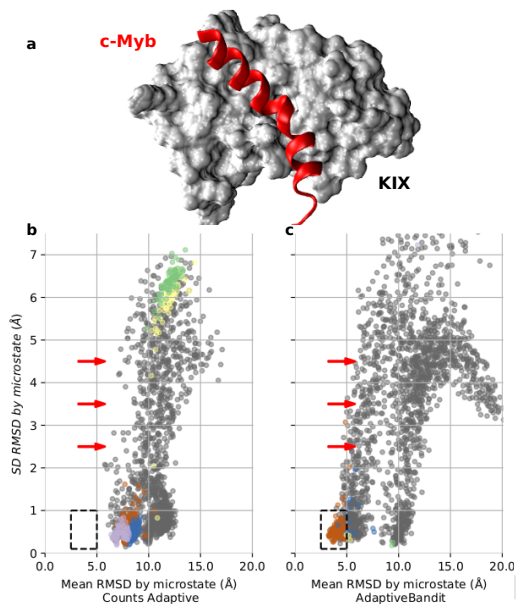 a
c-Myb
KIX
b
c
SD RMSD by microstate (Å)
7
6
5
4
3
2
1
0
0.0 5.0 10.0 15.0 20.0
0.0 5.0 10.0 15.0 20.0
Mean RMSD by microstate (Å)
Counts Adaptive
Mean RMSD by microstate (Å)
AdaptiveBandit